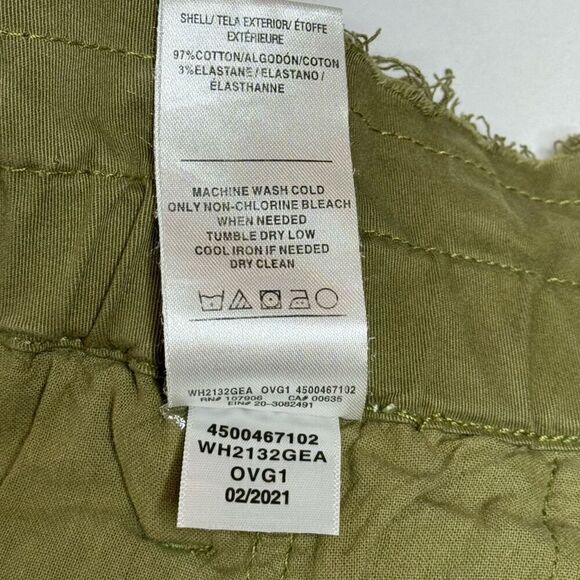 SHELL/ TELA EXTERIOR/ ÉTOFFE
EXTÉRIEURE
97%COTTON/ALGODÓN/COTON
3%ELASTANE/ELASTANO/
ÉLASTHANNE
MACHINE WASH COLD
ONLY NON-CHLORINE BLEACH
WHEN NEEDED
TUMBLE DRY LOW
COOL IRON IF NEEDED
DRY CLEAN
WH2132GEA OVG1 4500467102
RN# 107906 CA# 00635
EIN# 20-3082491
4500467102
WH2132GEA
OVG1
02/2021